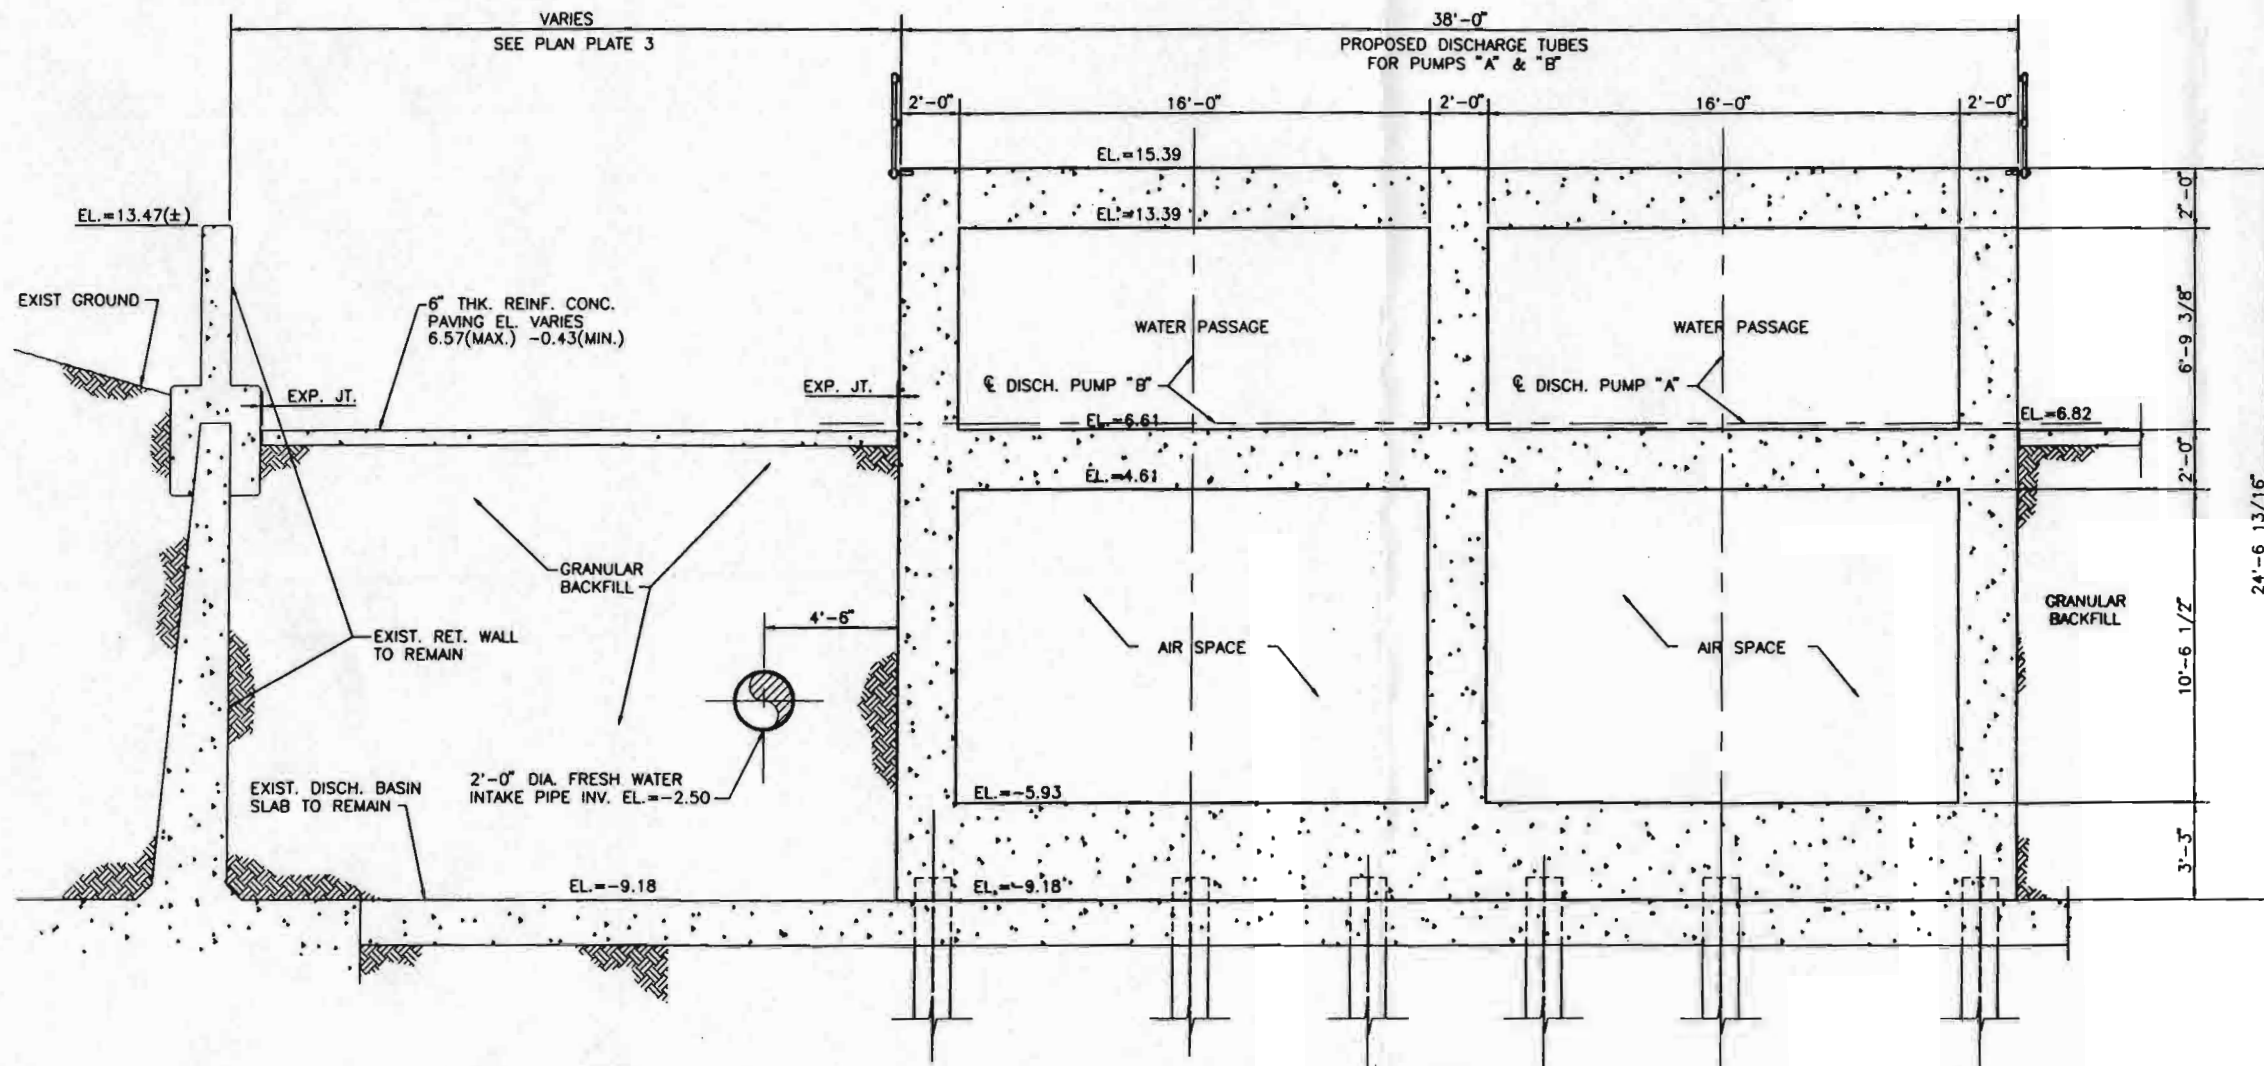 VARIES
SEE PLAN PLATE 3
38'-0"
PROPOSED DISCHARGE TUBES
FOR PUMPS "A" & "B"
2'-0"
16'-0"
2'-0"
16'-0"
2'-0"
EL.=15.39
EL.=13.39
EL.=13.47(±)
EXIST GROUND
6" THK. REINF. CONC.
PAVING EL. VARIES
6.57(MAX.) -0.43(MIN.)
EXP. JT.
EXP. JT.
WATER PASSAGE
WATER PASSAGE
℄ DISCH. PUMP "B"
℄ DISCH. PUMP "A"
EL.=6.61
EL.=6.82
EL.=4.61
GRANULAR
BACKFILL
4'-6"
EXIST. RET. WALL
TO REMAIN
AIR SPACE
AIR SPACE
GRANULAR
BACKFILL
2'-0" DIA. FRESH WATER
INTAKE PIPE INV. EL.=-2.50
EXIST. DISCH. BASIN
SLAB TO REMAIN
EL.=-5.93
EL.=-9.18
EL.=-9.18
2'-0"
6'-9 3/8"
2'-0"
10'-6 1/2"
3'-3"
24'-6 13/16"